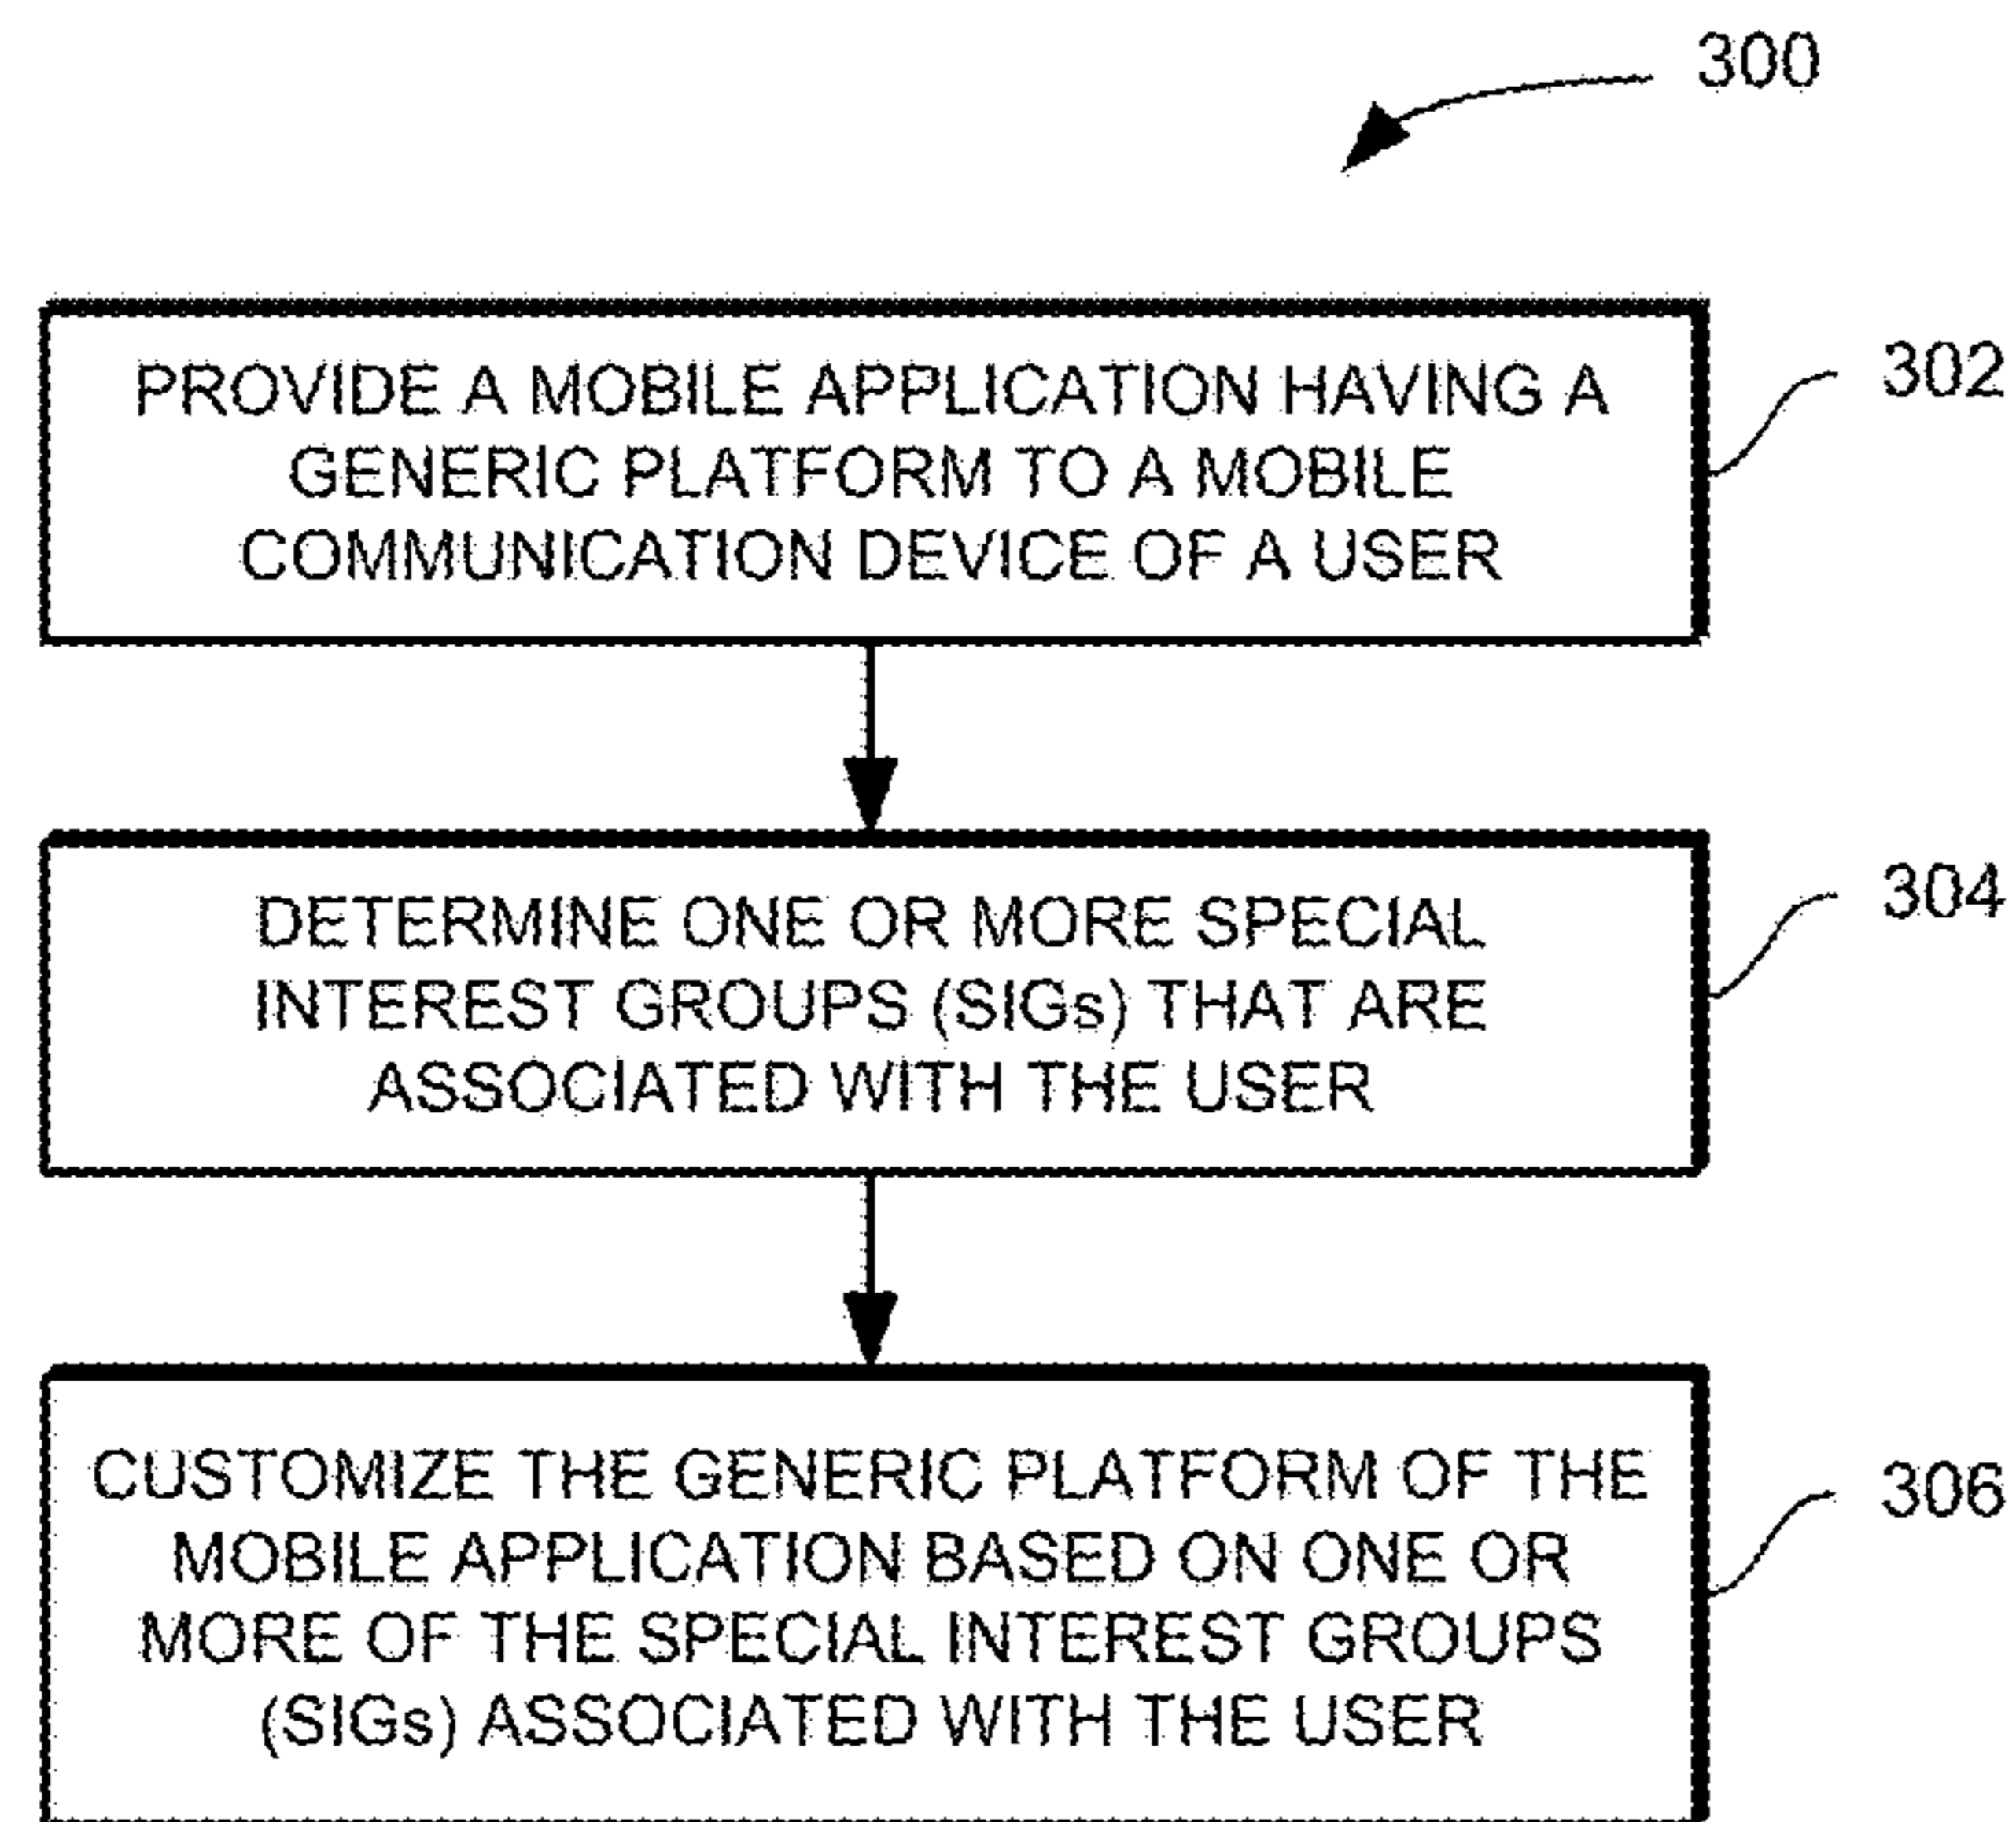 300
PROVIDE A MOBILE APPLICATION HAVING A
GENERIC PLATFORM TO A MOBILE
COMMUNICATION DEVICE OF A USER
302
DETERMINE ONE OR MORE SPECIAL
INTEREST GROUPS (SIGs) THAT ARE
ASSOCIATED WITH THE USER
304
CUSTOMIZE THE GENERIC PLATFORM OF THE
MOBILE APPLICATION BASED ON ONE OR
MORE OF THE SPECIAL INTEREST GROUPS
(SIGs) ASSOCIATED WITH THE USER
306